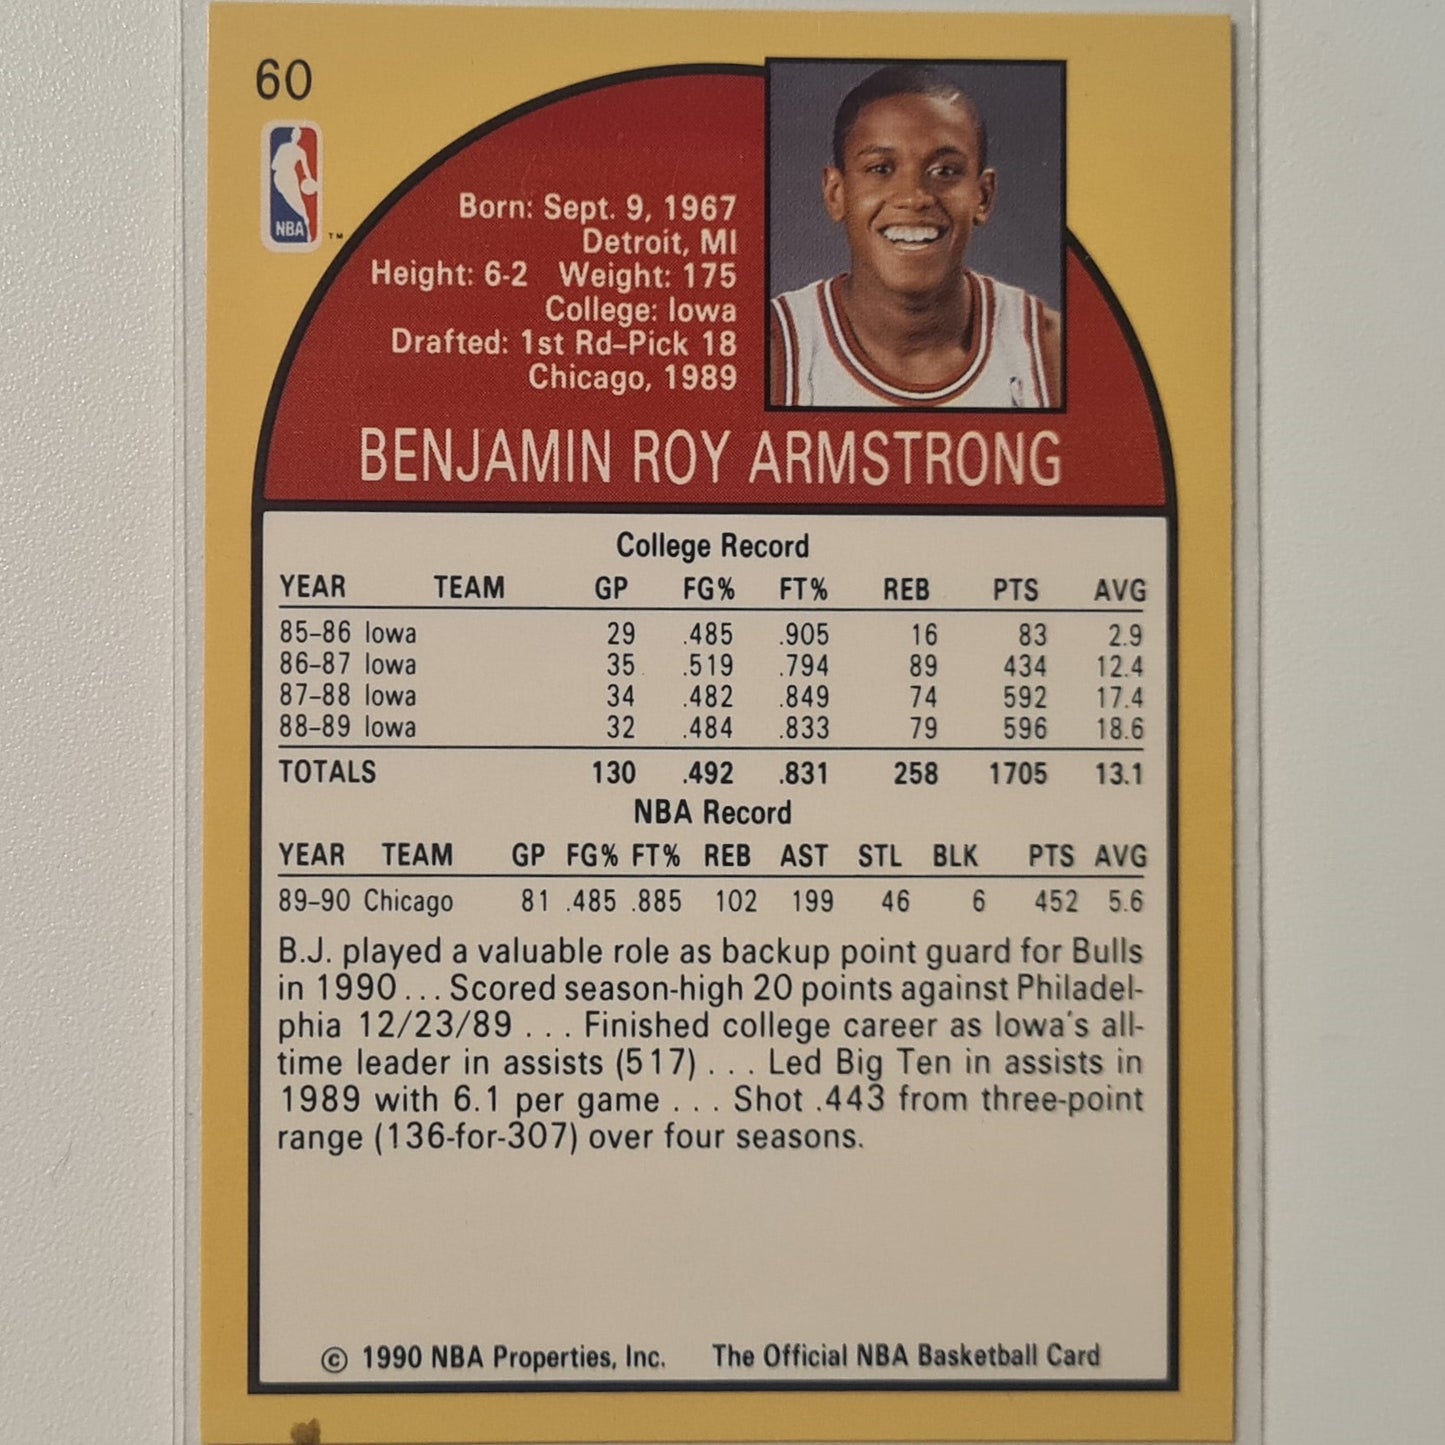 60
NBA
TM
Born: Sept. 9, 1967
Detroit, MI
Height: 6-2 Weight: 175
College: Iowa
Drafted: 1st Rd–Pick 18
Chicago, 1989
BENJAMIN ROY ARMSTRONG
College Record
YEAR TEAM GP FG% FT% REB PTS AVG
85–86 Iowa 29 .485 .905 16 83 2.9
86–87 Iowa 35 .519 .794 89 434 12.4
87–88 Iowa 34 .482 .849 74 592 17.4
88–89 Iowa 32 .484 .833 79 596 18.6
TOTALS 130 .492 .831 258 1705 13.1
NBA Record
YEAR TEAM GP FG% FT% REB AST STL BLK PTS AVG
89–90 Chicago 81 .485 .885 102 199 46 6 452 5.6
B.J. played a valuable role as backup point guard for Bulls
in 1990 ... Scored season-high 20 points against Philadel-
phia 12/23/89 ... Finished college career as Iowa's all-
time leader in assists (517) ... Led Big Ten in assists in
1989 with 6.1 per game ... Shot .443 from three-point
range (136-for-307) over four seasons.
© 1990 NBA Properties, Inc. The Official NBA Basketball Card